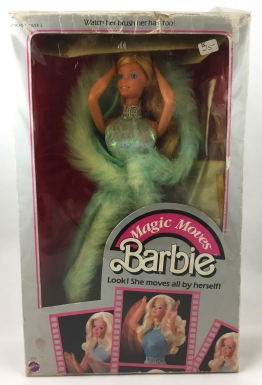 Watch her brush her hair, too!
Magic Moves
Barbie
Look! She moves all by herself!